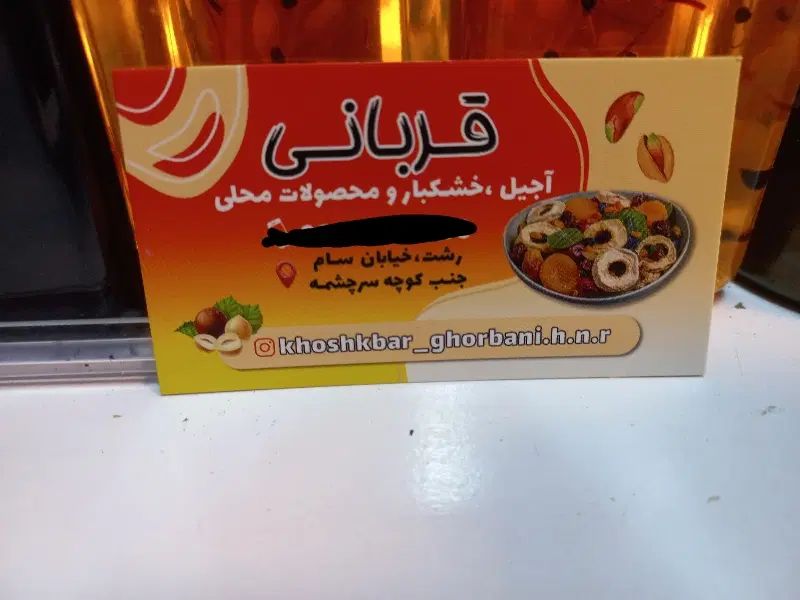 قربانی
آجیل ،خشکبار و محصولات محلی
رشت،خیابان سام
جنب کوچه سرچشمه
khoshkbar_ghorbani.h.n.r